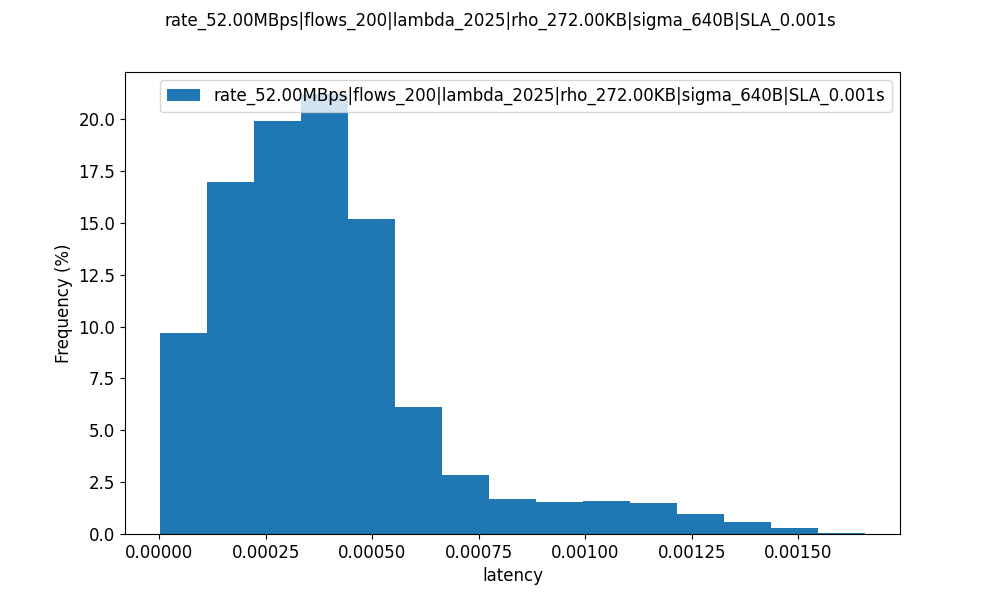 rate_52.00MBps|flows_200|lambda_2025|rho_272.00KB|sigma_640B|SLA_0.001s
rate_52.00MBps|flows_200|lambda_2025|rho_272.00KB|sigma_640B|SLA_0.001s
20.0
17.5
15.0
12.5
10.0
7.5
5.0
2.5
0.0
Frequency (%)
0.00000 0.00025 0.00050 0.00075 0.00100 0.00125 0.00150
latency